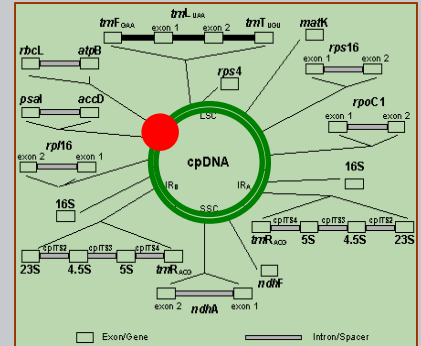 trnL UAA
trnF GAA exon 1 exon 2 trnT UGU
matK
rbcL atpB
rps4
rps16
exon 1 exon 2
psaI accD
LSC
rpoC1
exon 1 exon 2
rpl16
exon 2 exon 1
cpDNA
16S
IRB IRA
16S
SSC
cpITS2 cpITS3 cpITS4
23S 4.5S 5S trnR ACG
cpITS4 cpITS3 cpITS2
trnR ACG 5S 4.5S 23S
ndhF
exon 2 exon 1
ndhA
Exon/Gene Intron/Spacer